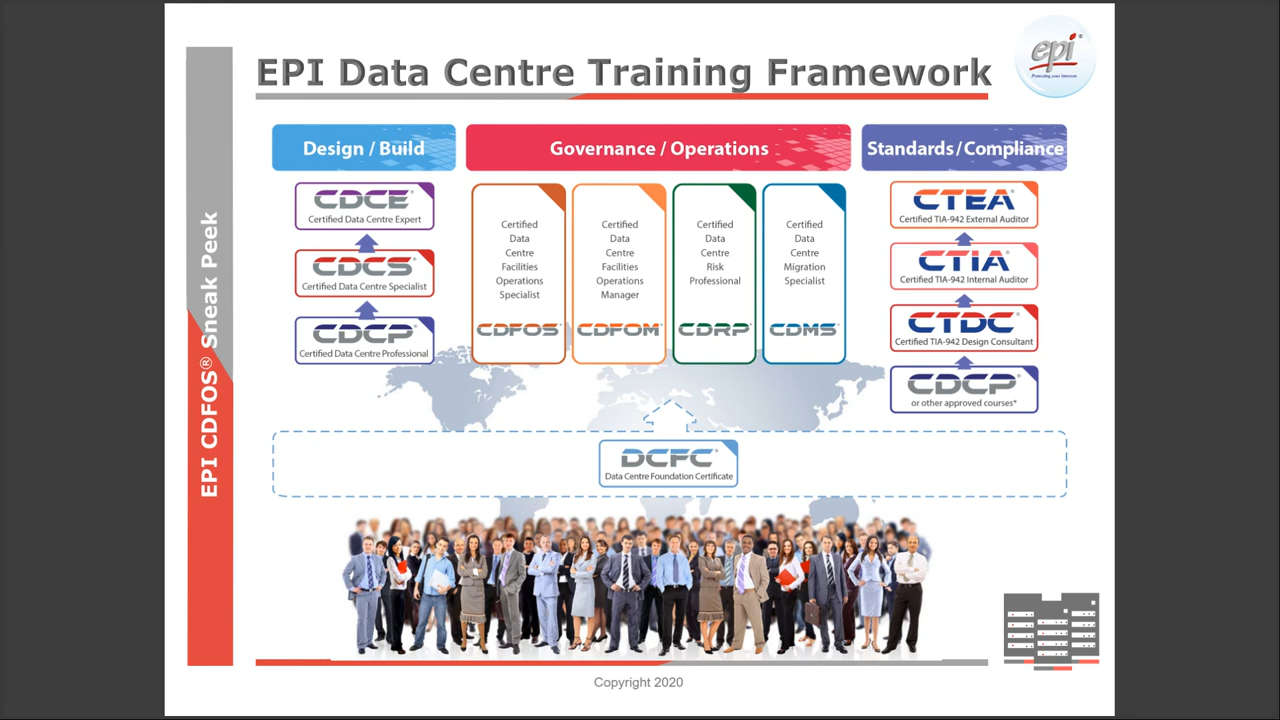 EPI Data Centre Training Framework
epi®
Protecting your Interests
EPI CDFOS® Sneak Peek
Design / Build
Governance / Operations
Standards/Compliance
CDCE®
Certified Data Centre Expert
CDCS®
Certified Data Centre Specialist
CDCP®
Certified Data Centre Professional
Certified
Data
Centre
Facilities
Operations
Specialist
CDFOS®
Certified
Data
Centre
Facilities
Operations
Manager
CDFOM®
Certified
Data
Centre
Risk
Professional
CDRP®
Certified
Data
Centre
Migration
Specialist
CDMS®
CTEA®
Certified TIA-942 External Auditor
CTIA®
Certified TIA-942 Internal Auditor
CTDC®
Certified TIA-942 Design Consultant
CDCP®
or other approved courses*
DCFC®
Data Centre Foundation Certificate
Copyright 2020